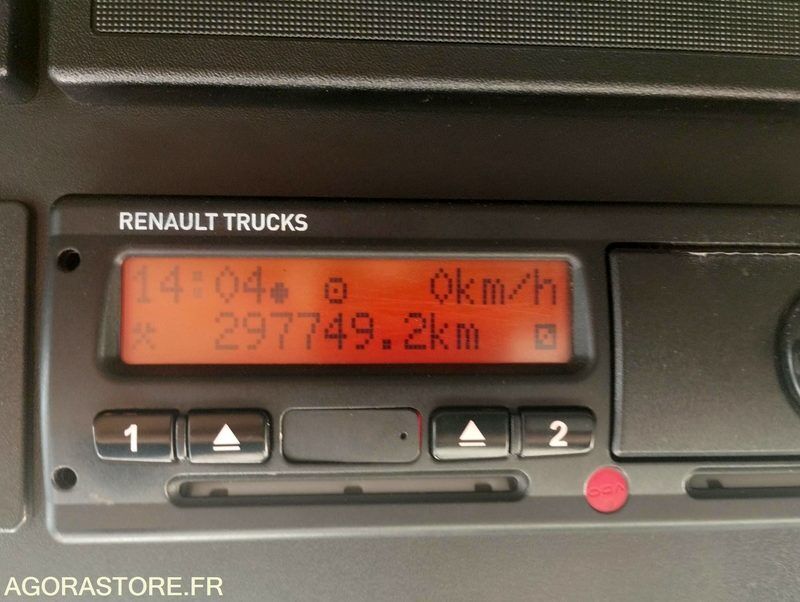 RENAULT TRUCKS
14:04 0km/h
297749.2km
1 2
AGORASTORE.FR